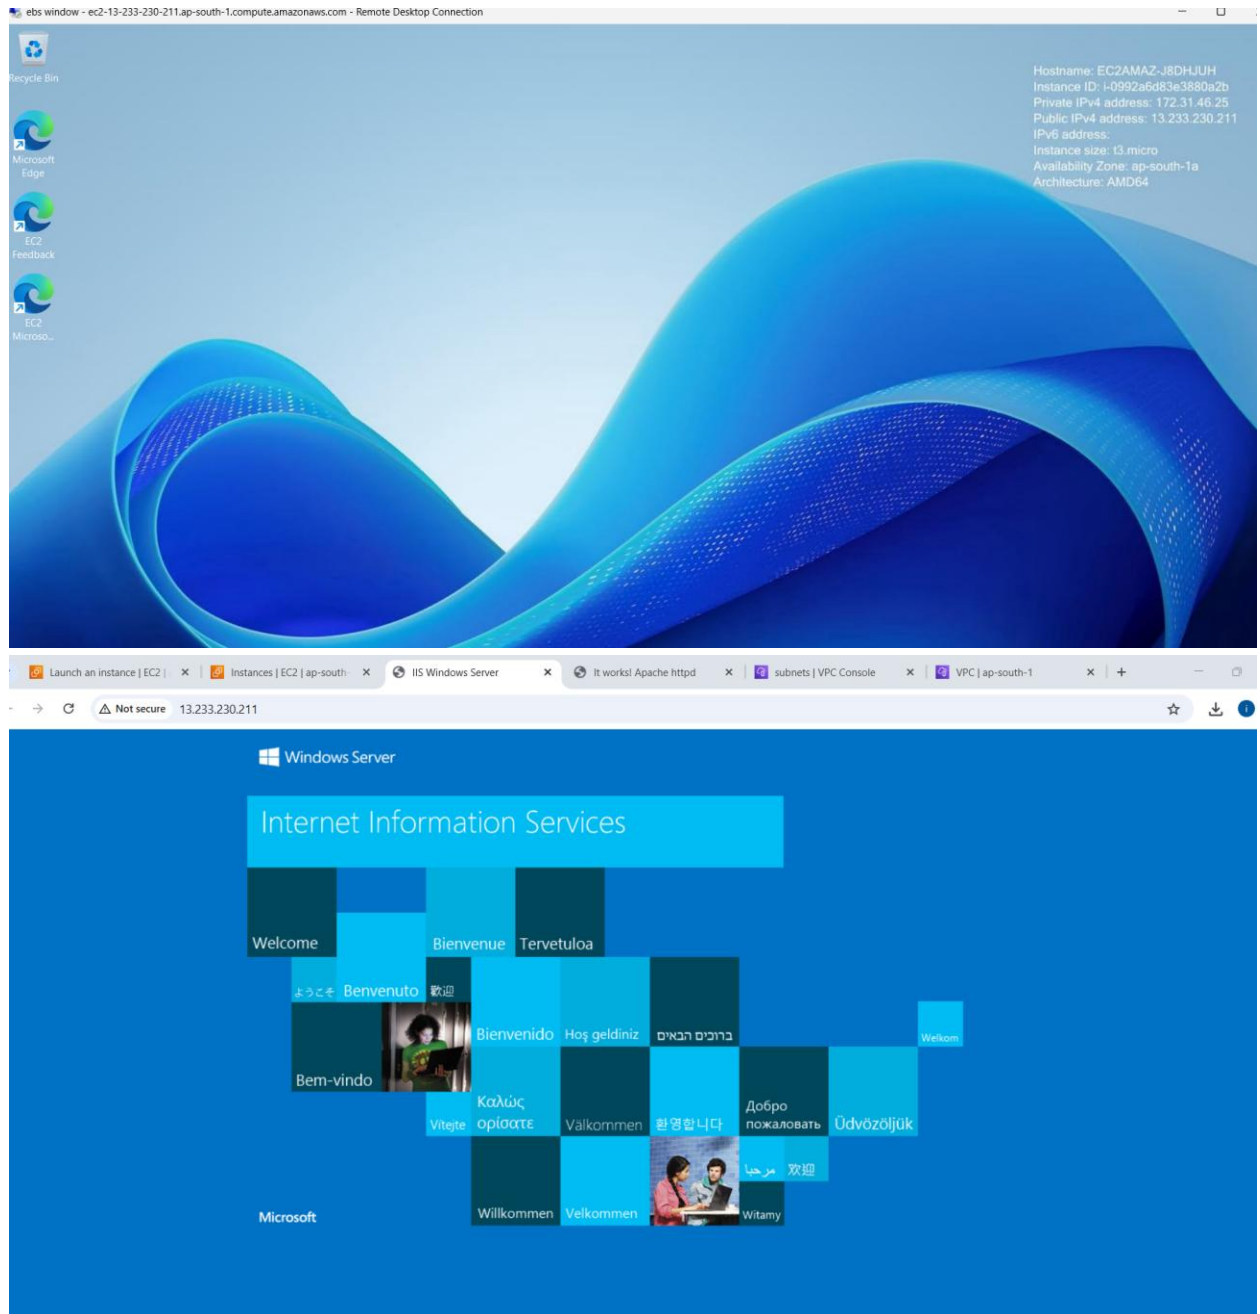 ebs window - ec2-13-233-230-211.ap-south-1.compute.amazonaws.com - Remote Desktop Connection
Recycle Bin
Microsoft
Edge
EC2
Feedback
EC2
Microso...
Hostname: EC2AMAZ-J8DHJUH
Instance ID: i-0992a6d83e3880a2b
Private IPv4 address: 172.31.46.25
Public IPv4 address: 13.233.230.211
IPv6 address:
Instance size: t3.micro
Availability Zone: ap-south-1a
Architecture: AMD64
Launch an instance | EC2 |
Instances | EC2 | ap-south-
IIS Windows Server
It works! Apache httpd
subnets | VPC Console
VPC | ap-south-1
Not secure 13.233.230.211
Windows Server
Internet Information Services
Welcome
Bienvenue
Tervetuloa
ようこそ
Benvenuto
歡迎
Bienvenido
Hoş geldiniz
ברוכים הבאים
Welkom
Bem-vindo
Vítejte
Καλώς
ορίσατε
Välkommen
환영합니다
Добро
пожаловать
Üdvözöljük
مرحبا
欢迎
Microsoft
Willkommen
Velkommen
Witamy